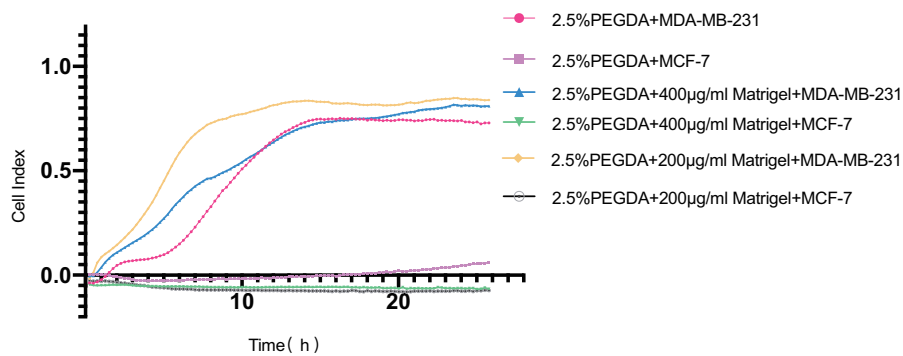 2.5%PEGDA+MDA-MB-231
2.5%PEGDA+MCF-7
2.5%PEGDA+400μg/ml Matrigel+MDA-MB-231
2.5%PEGDA+400μg/ml Matrigel+MCF-7
2.5%PEGDA+200μg/ml Matrigel+MDA-MB-231
2.5%PEGDA+200μg/ml Matrigel+MCF-7
1.0
0.5
0.0
Cell Index
10
20
Time( h )